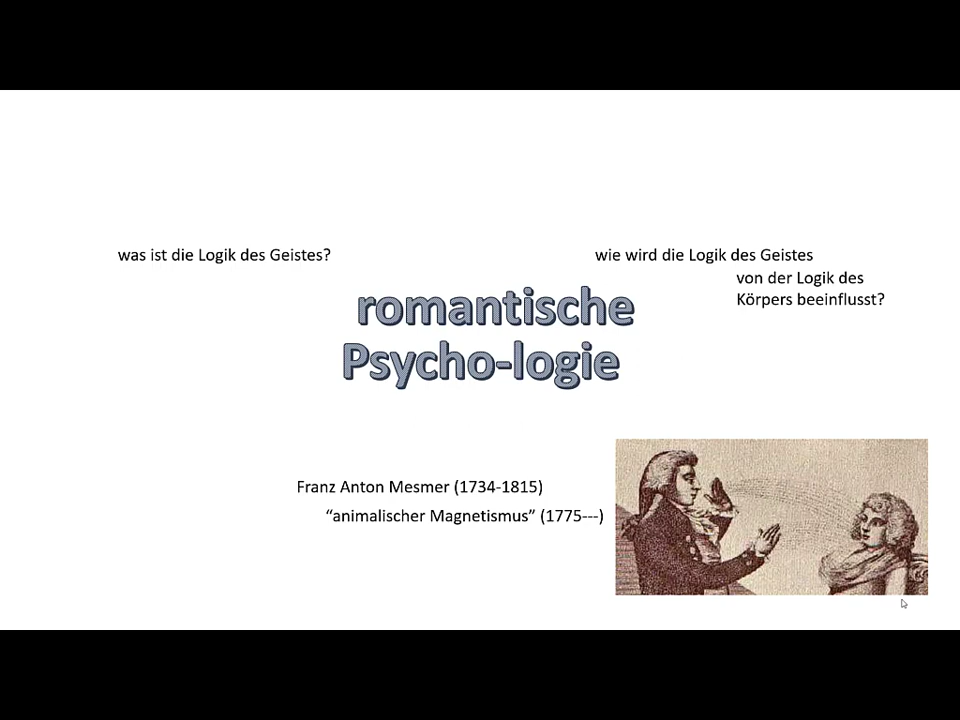 was ist die Logik des Geistes?
wie wird die Logik des Geistes
von der Logik des
Körpers beeinflusst?
romantische
Psycho-logie
Franz Anton Mesmer (1734-1815)
“animalischer Magnetismus” (1775---)